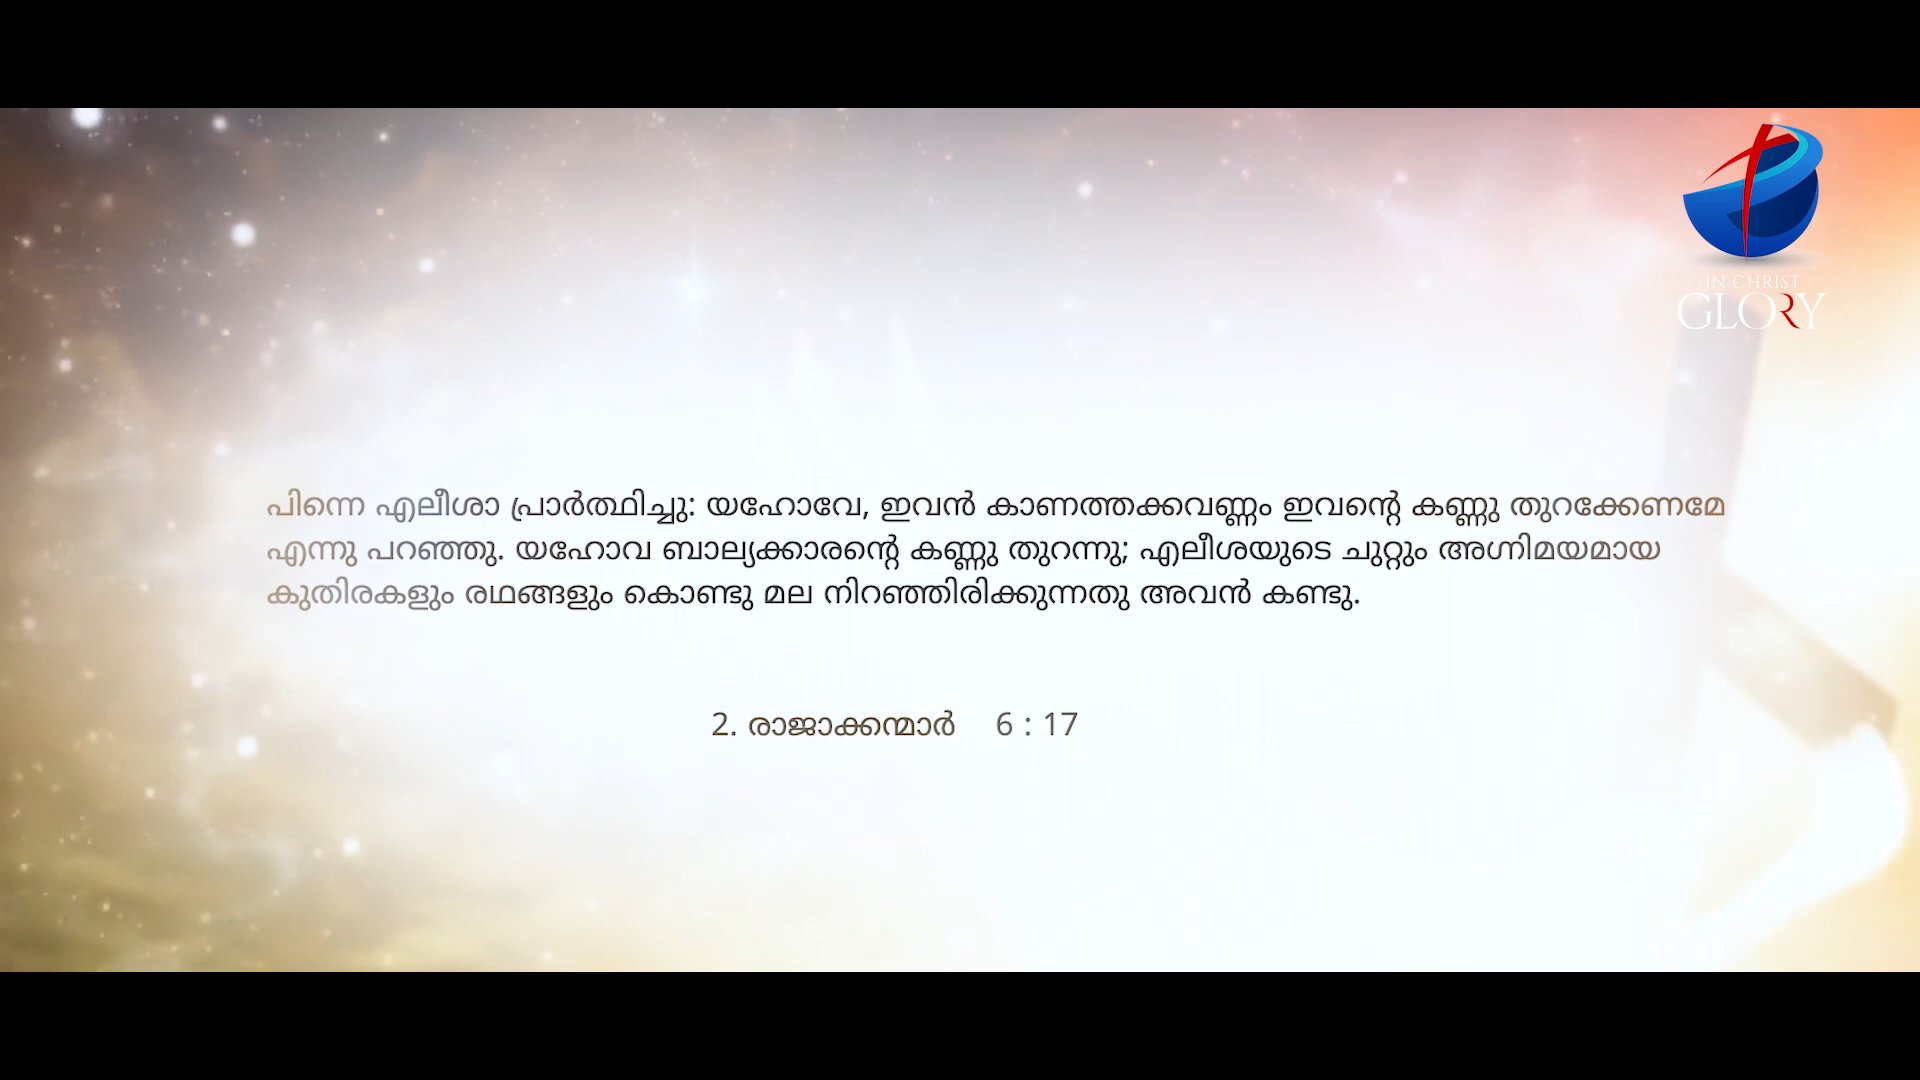 IN CHRIST
GLORY
പിന്നെ എലീശാ പ്രാർത്ഥിച്ചു: യഹോവേ, ഇവൻ കാണത്തക്കവണ്ണം ഇവന്റെ കണ്ണു തുറക്കേണമേ
എന്നു പറഞ്ഞു. യഹോവ ബാല്യക്കാരന്റെ കണ്ണു തുറന്നു; എലീശയുടെ ചുറ്റും അഗ്നിമയമായ
കുതിരകളും രഥങ്ങളും കൊണ്ടു മല നിറഞ്ഞിരിക്കുന്നതു അവൻ കണ്ടു.
2. രാജാക്കന്മാർ 6 : 17